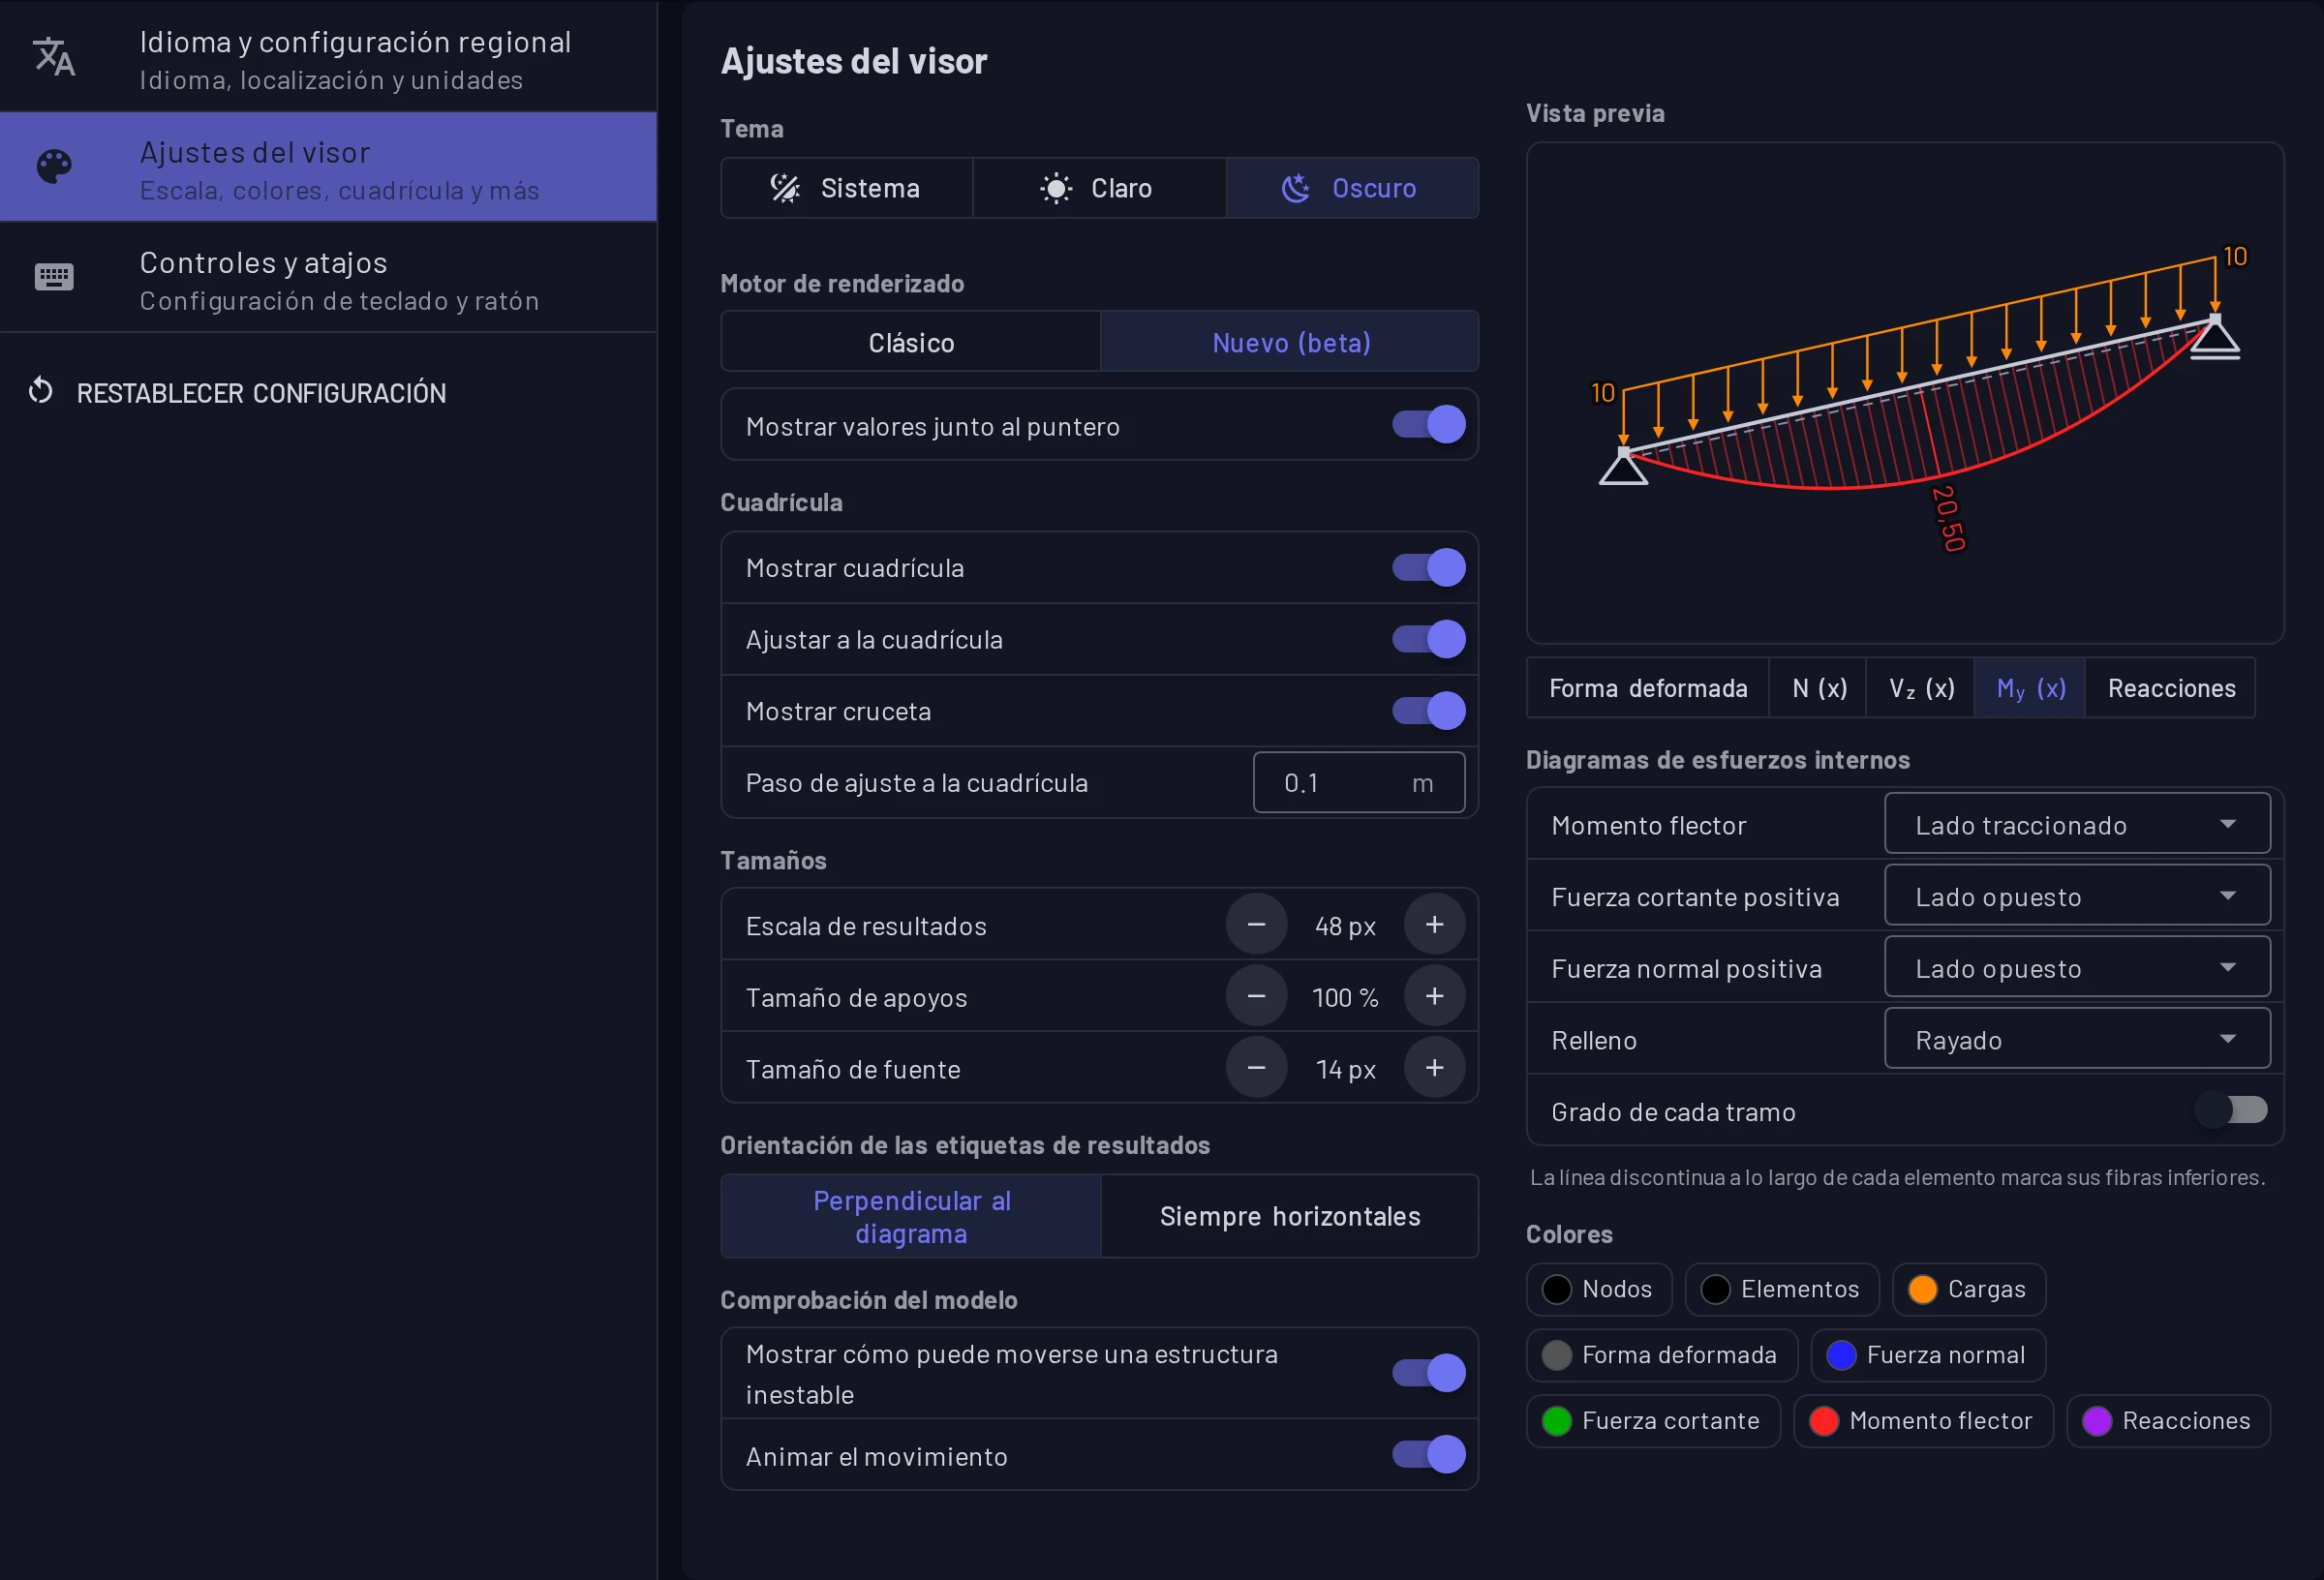 Idioma y configuración regional
Idioma, localización y unidades
Ajustes del visor
Escala, colores, cuadrícula y más
Controles y atajos
Configuración de teclado y ratón
RESTABLECER CONFIGURACIÓN
Ajustes del visor
Tema
Sistema
Claro
Oscuro
Motor de renderizado
Clásico
Nuevo (beta)
Mostrar valores junto al puntero
Cuadrícula
Mostrar cuadrícula
Ajustar a la cuadrícula
Mostrar cruceta
Paso de ajuste a la cuadrícula
0.1 m
Tamaños
Escala de resultados
− 48 px +
Tamaño de apoyos
− 100 % +
Tamaño de fuente
− 14 px +
Orientación de las etiquetas de resultados
Perpendicular al
diagrama
Siempre horizontales
Comprobación del modelo
Mostrar cómo puede moverse una estructura
inestable
Animar el movimiento
Vista previa
10
10
20,50
Forma deformada
N (x)
Vz (x)
My (x)
Reacciones
Diagramas de esfuerzos internos
Momento flector
Lado traccionado
Fuerza cortante positiva
Lado opuesto
Fuerza normal positiva
Lado opuesto
Relleno
Rayado
Grado de cada tramo
La línea discontinua a lo largo de cada elemento marca sus fibras inferiores.
Colores
Nodos
Elementos
Cargas
Forma deformada
Fuerza normal
Fuerza cortante
Momento flector
Reacciones